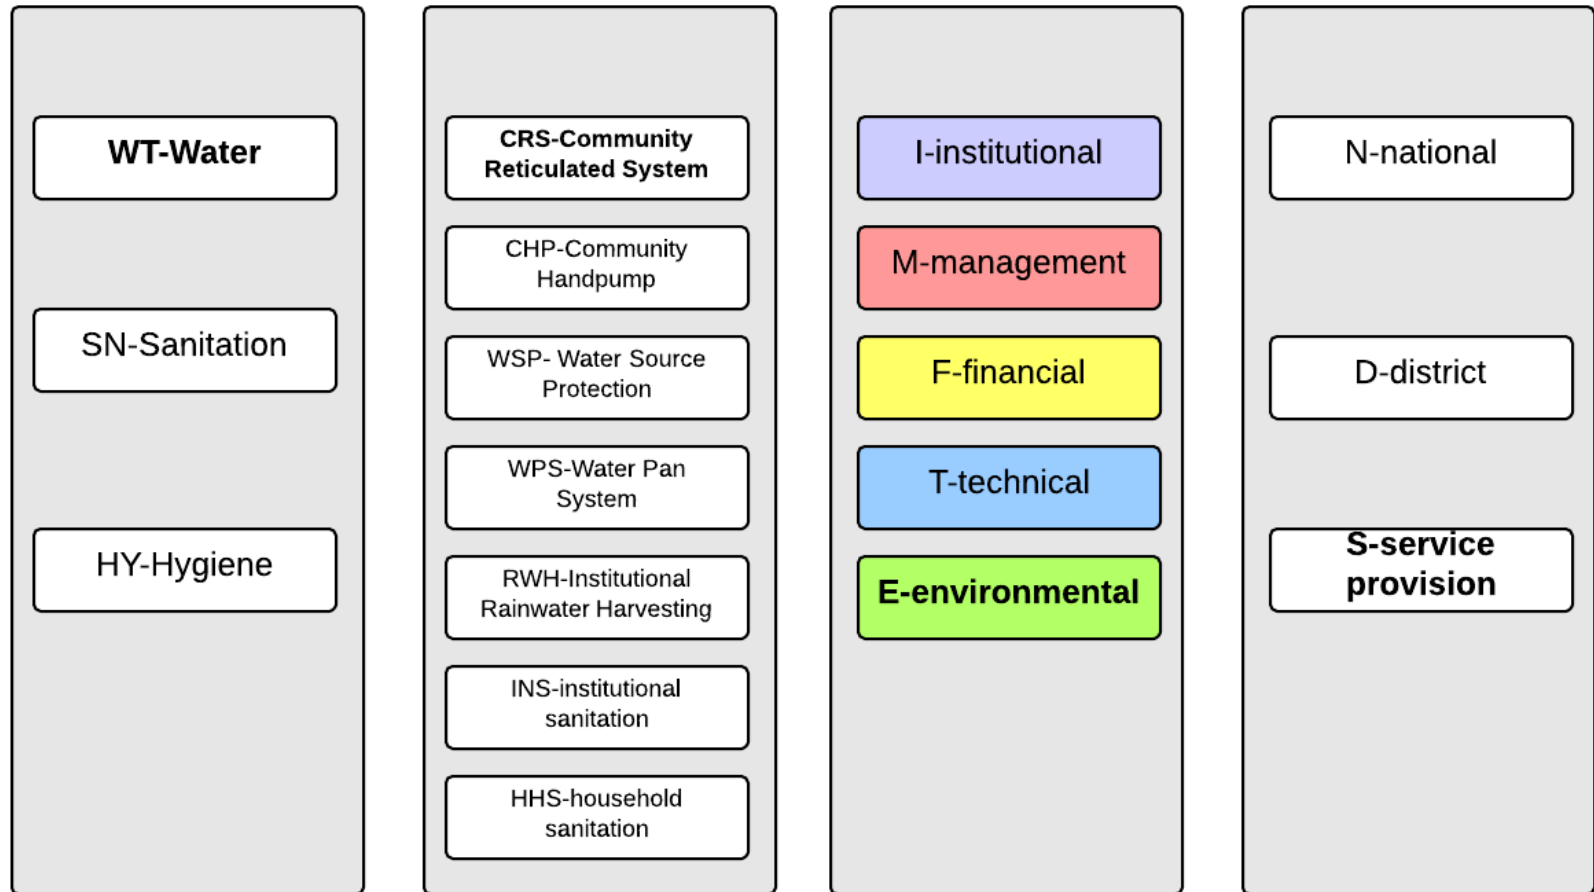 WT-Water
SN-Sanitation
HY-Hygiene
CRS-Community
Reticulated System
CHP-Community
Handpump
WSP- Water Source
Protection
WPS-Water Pan
System
RWH-Institutional
Rainwater Harvesting
INS-institutional
sanitation
HHS-household
sanitation
I-institutional
M-management
F-financial
T-technical
E-environmental
N-national
D-district
S-service
provision